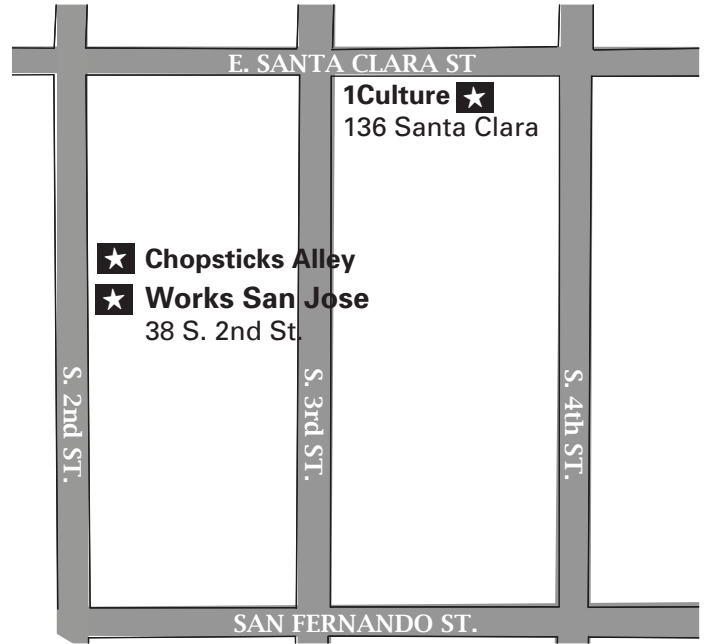 E. SANTA CLARA ST
1Culture
136 Santa Clara
Chopsticks Alley
Works San Jose
38 S. 2nd St.
S. 2nd ST.
S. 3rd ST.
S. 4th ST.
SAN FERNANDO ST.